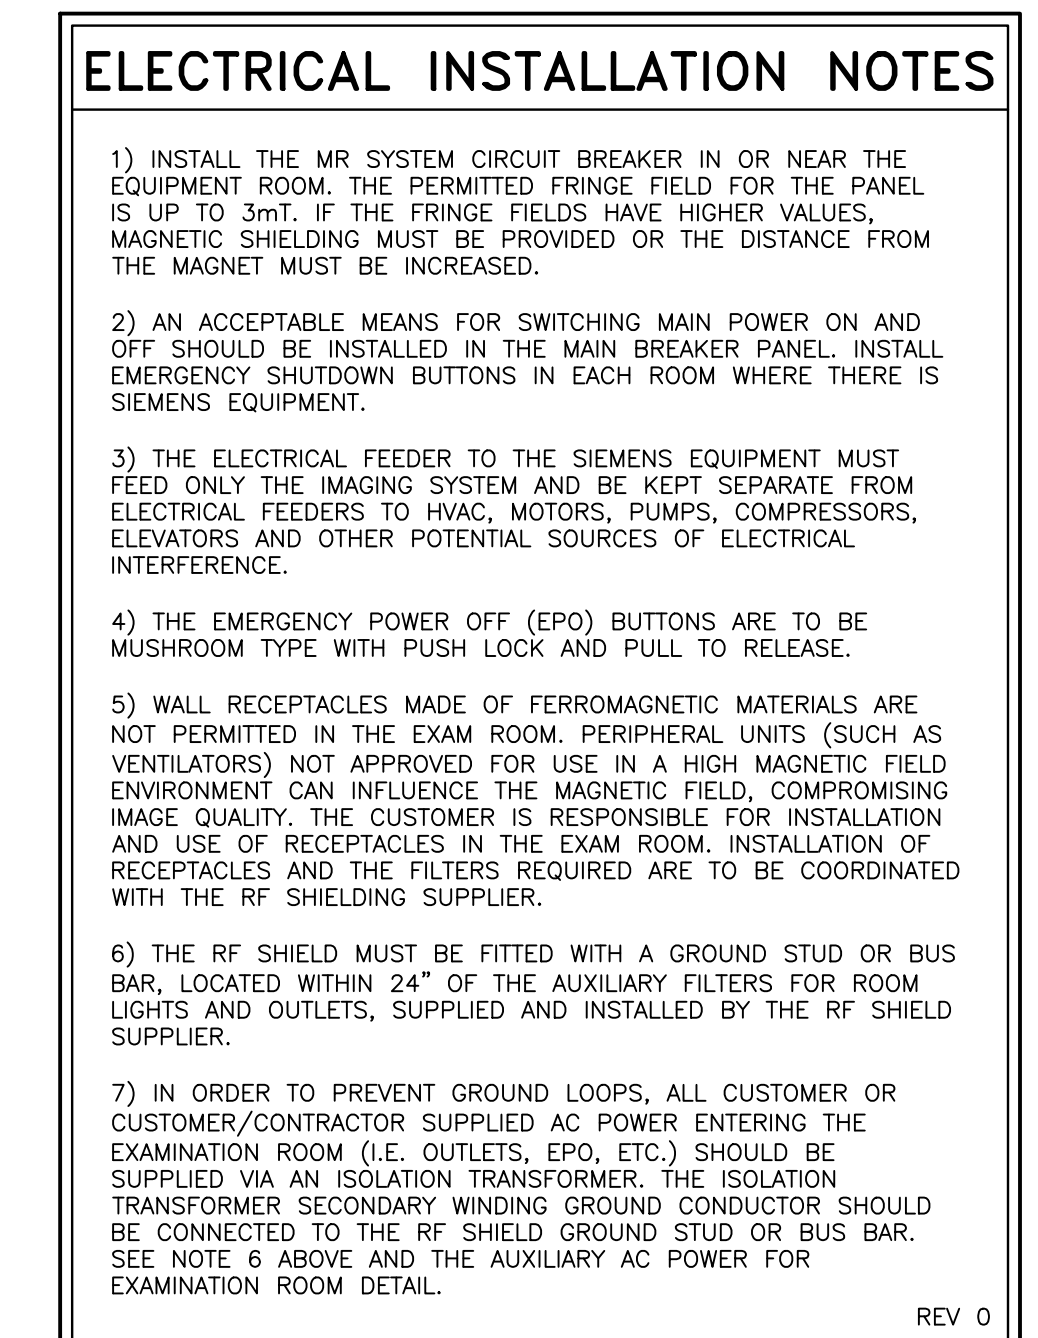 ELECTRICAL INSTALLATION NOTES
1) INSTALL THE MR SYSTEM CIRCUIT BREAKER IN OR NEAR THE
EQUIPMENT ROOM. THE PERMITTED FRINGE FIELD FOR THE PANEL
IS UP TO 3mT. IF THE FRINGE FIELDS HAVE HIGHER VALUES,
MAGNETIC SHIELDING MUST BE PROVIDED OR THE DISTANCE FROM
THE MAGNET MUST BE INCREASED.
2) AN ACCEPTABLE MEANS FOR SWITCHING MAIN POWER ON AND
OFF SHOULD BE INSTALLED IN THE MAIN BREAKER PANEL. INSTALL
EMERGENCY SHUTDOWN BUTTONS IN EACH ROOM WHERE THERE IS
SIEMENS EQUIPMENT.
3) THE ELECTRICAL FEEDER TO THE SIEMENS EQUIPMENT MUST
FEED ONLY THE IMAGING SYSTEM AND BE KEPT SEPARATE FROM
ELECTRICAL FEEDERS TO HVAC, MOTORS, PUMPS, COMPRESSORS,
ELEVATORS AND OTHER POTENTIAL SOURCES OF ELECTRICAL
INTERFERENCE.
4) THE EMERGENCY POWER OFF (EPO) BUTTONS ARE TO BE
MUSHROOM TYPE WITH PUSH LOCK AND PULL TO RELEASE.
5) WALL RECEPTACLES MADE OF FERROMAGNETIC MATERIALS ARE
NOT PERMITTED IN THE EXAM ROOM. PERIPHERAL UNITS (SUCH AS
VENTILATORS) NOT APPROVED FOR USE IN A HIGH MAGNETIC FIELD
ENVIRONMENT CAN INFLUENCE THE MAGNETIC FIELD, COMPROMISING
IMAGE QUALITY. THE CUSTOMER IS RESPONSIBLE FOR INSTALLATION
AND USE OF RECEPTACLES IN THE EXAM ROOM. INSTALLATION OF
RECEPTACLES AND THE FILTERS REQUIRED ARE TO BE COORDINATED
WITH THE RF SHIELDING SUPPLIER.
6) THE RF SHIELD MUST BE FITTED WITH A GROUND STUD OR BUS
BAR, LOCATED WITHIN 24" OF THE AUXILIARY FILTERS FOR ROOM
LIGHTS AND OUTLETS, SUPPLIED AND INSTALLED BY THE RF SHIELD
SUPPLIER.
7) IN ORDER TO PREVENT GROUND LOOPS, ALL CUSTOMER OR
CUSTOMER/CONTRACTOR SUPPLIED AC POWER ENTERING THE
EXAMINATION ROOM (I.E. OUTLETS, EPO, ETC.) SHOULD BE
SUPPLIED VIA AN ISOLATION TRANSFORMER. THE ISOLATION
TRANSFORMER SECONDARY WINDING GROUND CONDUCTOR SHOULD
BE CONNECTED TO THE RF SHIELD GROUND STUD OR BUS BAR.
SEE NOTE 6 ABOVE AND THE AUXILIARY AC POWER FOR
EXAMINATION ROOM DETAIL.
REV 0